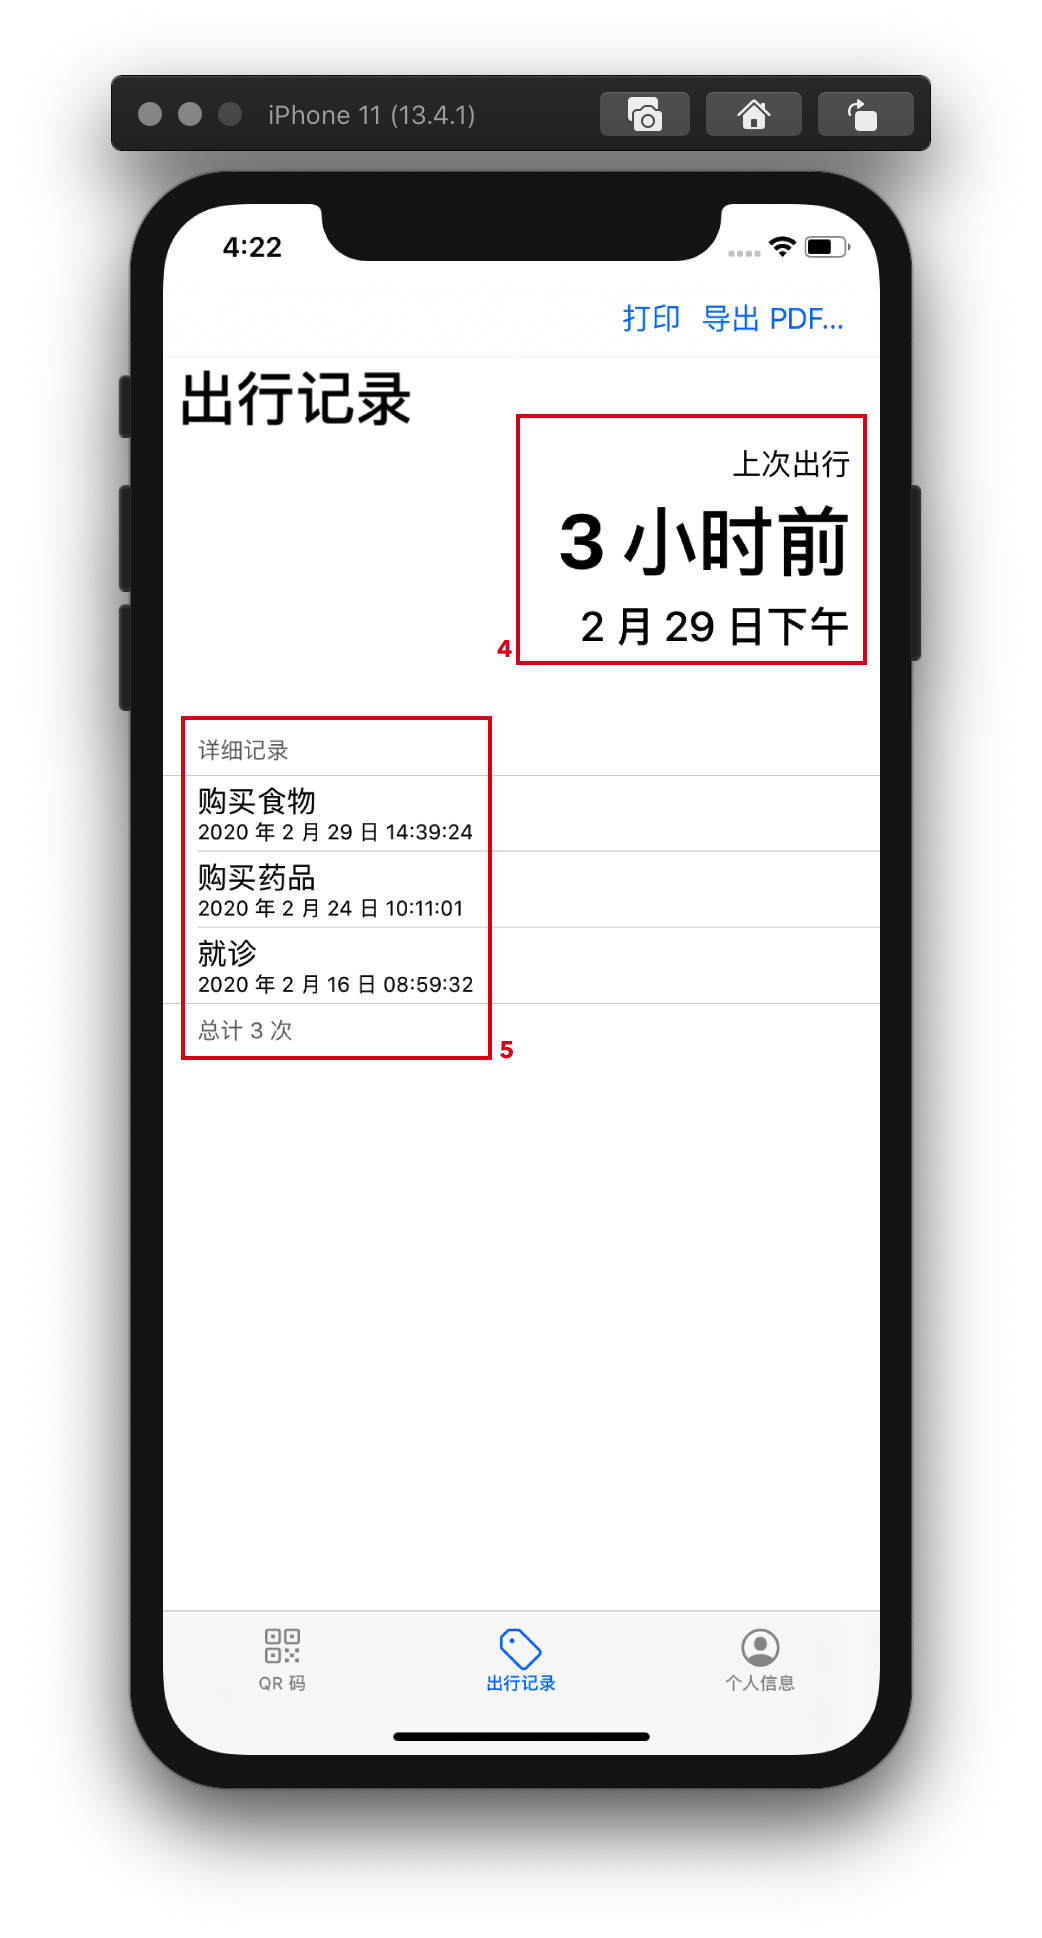 iPhone 11 (13.4.1)
4:22
打印 导出 PDF...
出行记录
上次出行
3 小时前
2 月 29 日下午
4
详细记录
购买食物
2020 年 2 月 29 日 14:39:24
购买药品
2020 年 2 月 24 日 10:11:01
就诊
2020 年 2 月 16 日 08:59:32
总计 3 次
5
QR 码 出行记录 个人信息